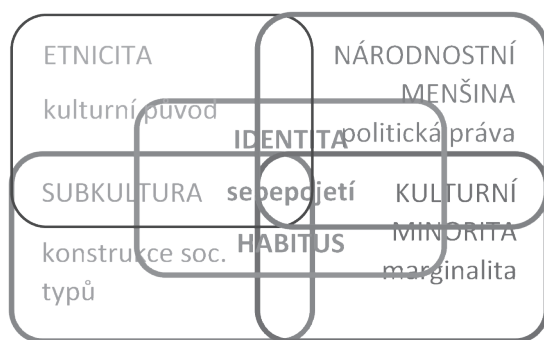 ETNICITA
kulturní původ
NÁRODNOSTNÍ
MENŠINA
politická práva
IDENTITA
sebepojetí
HABITUS
SUBKULTURA
konstrukce soc.
typů
KULTURNÍ
MINORITA
marginalita